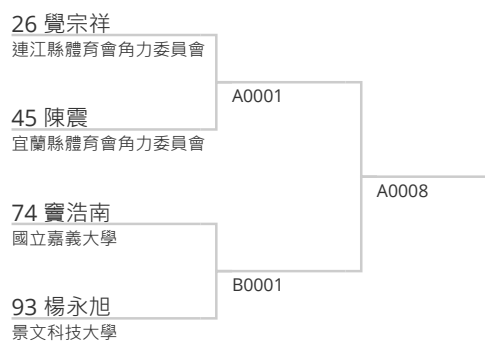 26 覺宗祥
連江縣體育會角力委員會
A0001
45 陳震
宜蘭縣體育會角力委員會
A0008
74 竇浩南
國立嘉義大學
B0001
93 楊永旭
景文科技大學